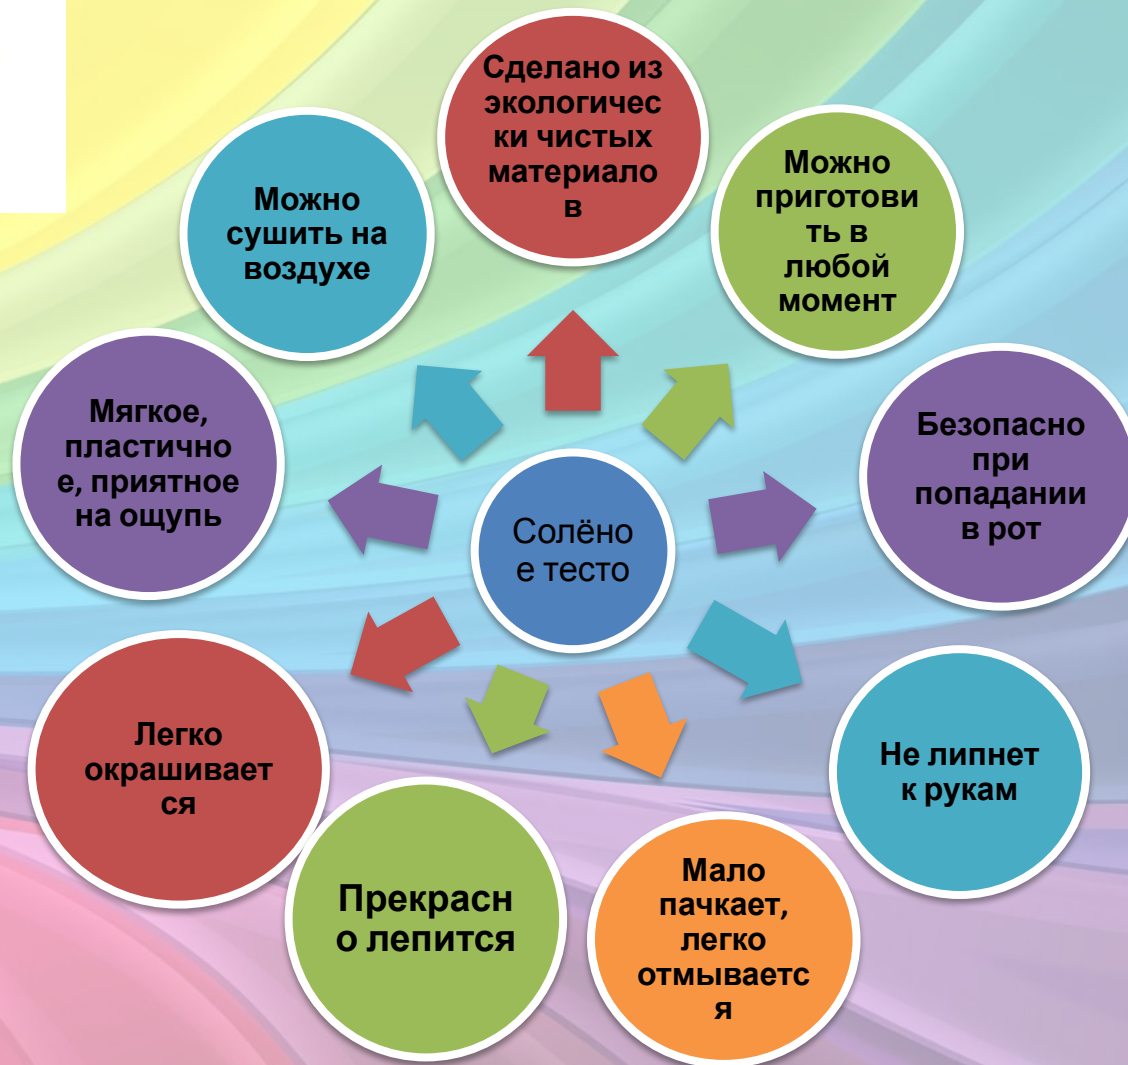 Сделано из
экологичес
ки чистых
материало
в
Можно
приготови
ть в
любой
момент
Безопасно
при
попадании
в рот
Не липнет
к рукам
Мало
пачкает,
легко
отмываетс
я
Прекрасн
о лепится
Легко
окрашивает
ся
Мягкое,
пластично
е, приятное
на ощупь
Можно
сушить на
воздухе
Солёно
е тесто